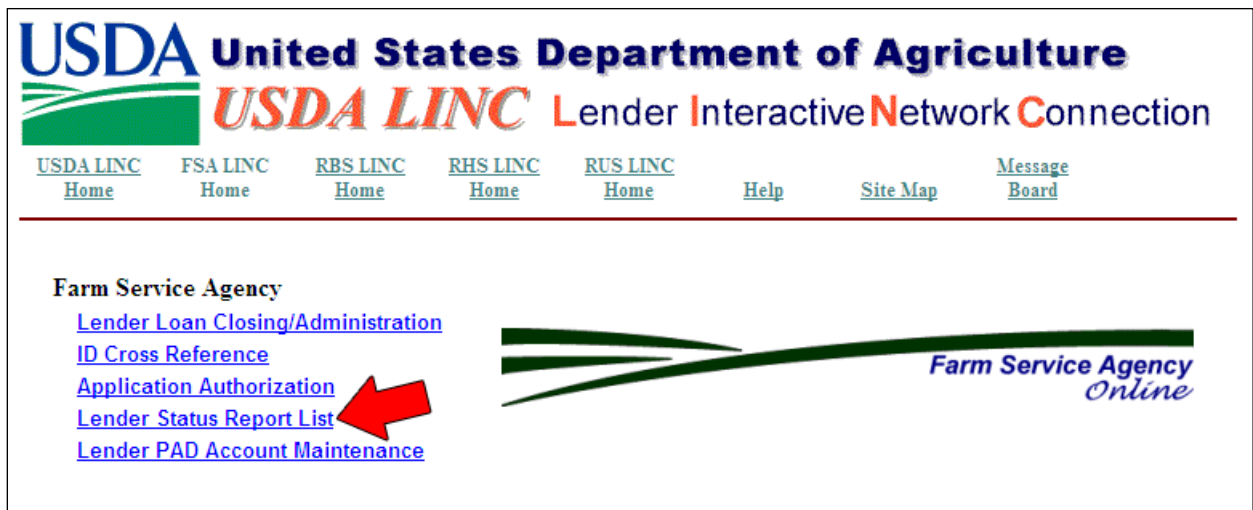 USDA United States Department of Agriculture
USDA LINC Lender Interactive Network Connection
USDA LINC Home FSA LINC Home RBS LINC Home RHS LINC Home RUS LINC Home Help Site Map Message Board
Farm Service Agency
Lender Loan Closing/Administration
ID Cross Reference
Application Authorization
Lender Status Report List
Lender PAD Account Maintenance
Farm Service Agency
Online